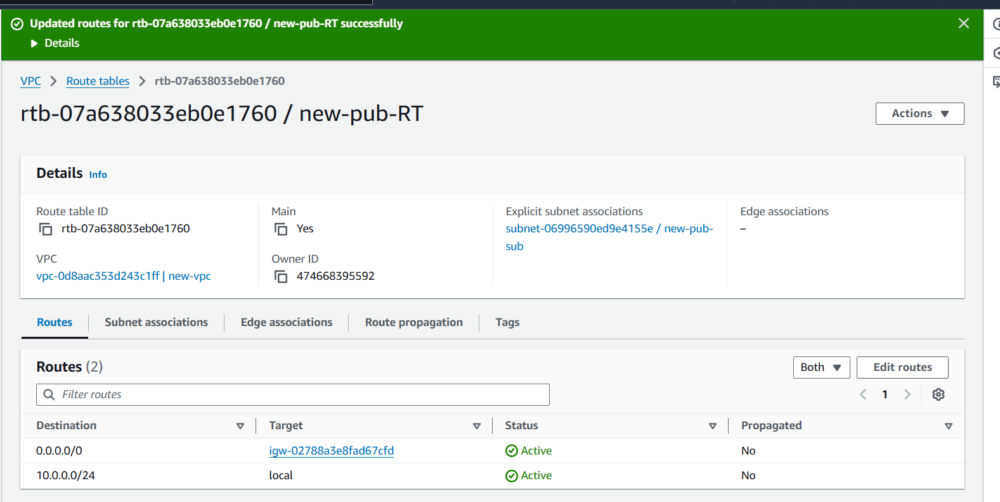 Updated routes for rtb-07a638033eb0e1760 / new-pub-RT successfully
Details
VPC > Route tables > rtb-07a638033eb0e1760
rtb-07a638033eb0e1760 / new-pub-RT
Actions
Details Info
Route table ID
rtb-07a638033eb0e1760
Main
Yes
Explicit subnet associations
subnet-06996590ed9e4155e / new-pub-
sub
Edge associations
–
VPC
vpc-0d8aac353d243c1ff | new-vpc
Owner ID
474668395592
Routes Subnet associations Edge associations Route propagation Tags
Routes (2)
Both Edit routes
Filter routes
1
Destination Target Status Propagated
0.0.0.0/0 igw-02788a3e8fad67cfd Active No
10.0.0.0/24 local Active No